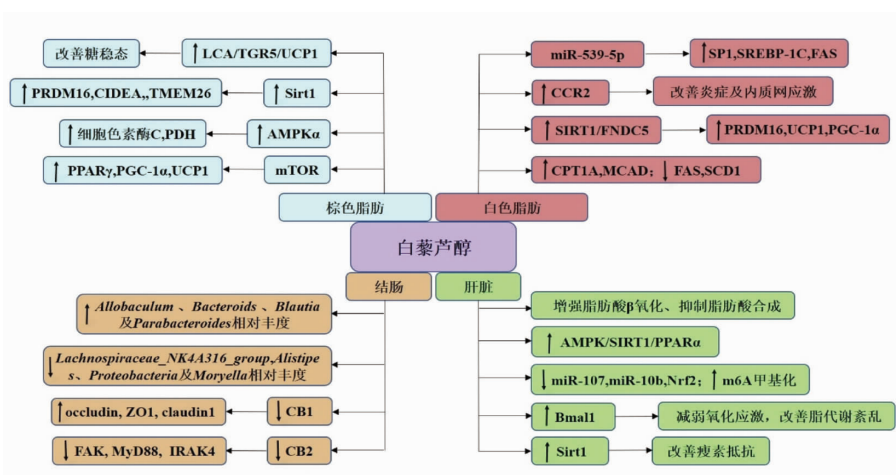 改善糖稳态
↑LCA/TGR5/UCP1
↑PRDM16,CIDEA,,TMEM26
↑Sirt1
↑细胞色素酶C,PDH
↑AMPKα
↑PPARγ,PGC-1α,UCP1
mTOR
棕色脂肪
miR-539-5p
↑SP1,SREBP-1C,FAS
↑CCR2
改善炎症及内质网应激
↑SIRT1/FNDC5
↑PRDM16,UCP1,PGC-1α
↑CPT1A,MCAD；↓FAS,SCD1
白色脂肪
白藜芦醇
结肠
↑Allobaculum 、Bacteroids 、Blautia
及Parabacteroides相对丰度
↓Lachnospiraceae_NK4A316_group,Alistipe
s、Proteobacteria及Moryella相对丰度
↑occludin, ZO1, claudin1
↓CB1
↓FAK, MyD88, IRAK4
↓CB2
肝脏
增强脂肪酸β氧化、抑制脂肪酸合成
↑AMPK/SIRT1/PPARα
↓miR-107,miR-10b,Nrf2；↑m6A甲基化
↑Bmal1
减弱氧化应激，改善脂代谢紊乱
↑Sirt1
改善瘦素抵抗